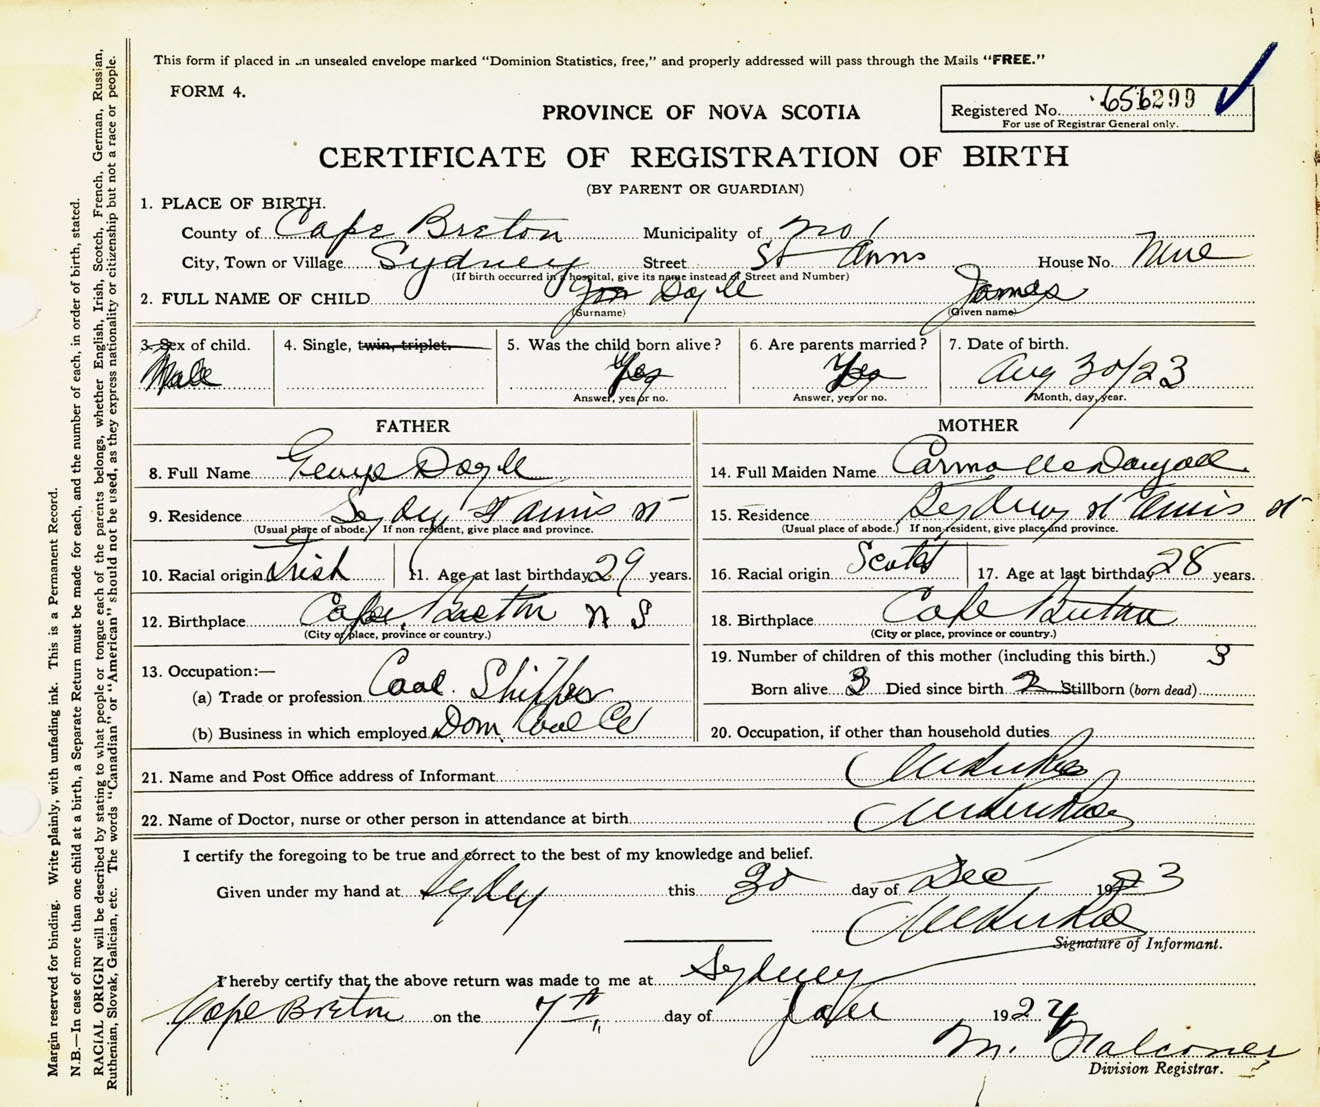 This form if placed in an unsealed envelope marked "Dominion Statistics, free," and properly addressed will pass through the Mails "FREE."
FORM 4.
PROVINCE OF NOVA SCOTIA
Registered No. 656299
For use of Registrar General only.
CERTIFICATE OF REGISTRATION OF BIRTH
(BY PARENT OR GUARDIAN)
1. PLACE OF BIRTH.
County of Cape Breton Municipality of No 1
City, Town or Village Sydney Street St Anns House No. Nune
(If birth occurred in a hospital, give its name instead of Street and Number)
2. FULL NAME OF CHILD Doyle James
(Surname) (Given name)
3. Sex of child. 4. Single, twin, triplet. 5. Was the child born alive? 6. Are parents married? 7. Date of birth.
Male Yes Yes Aug 30/23
Answer, yes or no. Answer, yes or no. Month, day, year.
FATHER MOTHER
8. Full Name George Doyle 14. Full Maiden Name
9. Residence Sydney St Anns St 15. Residence Sydney St Anns St
(Usual place of abode.) If non-resident, give place and province. (Usual place of abode.) If non-resident, give place and province.
10. Racial origin Irish 11. Age at last birthday 29 years. 16. Racial origin Scotch 17. Age at last birthday 28 years.
12. Birthplace Cape Breton N S 18. Birthplace Cape Breton
(City or place, province or country.) (City or place, province or country.)
13. Occupation:— 19. Number of children of this mother (including this birth.) 3
(a) Trade or profession Coal Shipper Born alive 3 Died since birth 2 Stillborn (born dead)
(b) Business in which employed Dom. Coal Co 20. Occupation, if other than household duties
21. Name and Post Office address of Informant
22. Name of Doctor, nurse or other person in attendance at birth
I certify the foregoing to be true and correct to the best of my knowledge and belief.
Given under my hand at Sydney this 30 day of Dec 1923
Signature of Informant.
I hereby certify that the above return was made to me at Sydney
Cape Breton on the 7th day of 1924
M. Falconer
Division Registrar.
Margin reserved for binding. Write plainly, with unfading ink. This is a Permanent Record.
N.B.—In case of more than one child at a birth, a Separate Return must be made for each, and the number of each, in order of birth, stated.
RACIAL ORIGIN will be described by stating to what people or tongue each of the parents belongs, whether English, Irish, Scotch, French, German, Russian,
Ruthenian, Slovak, Galician, etc. The words "Canadian" or "American" should not be used, as they express nationality or citizenship but not a race or people.